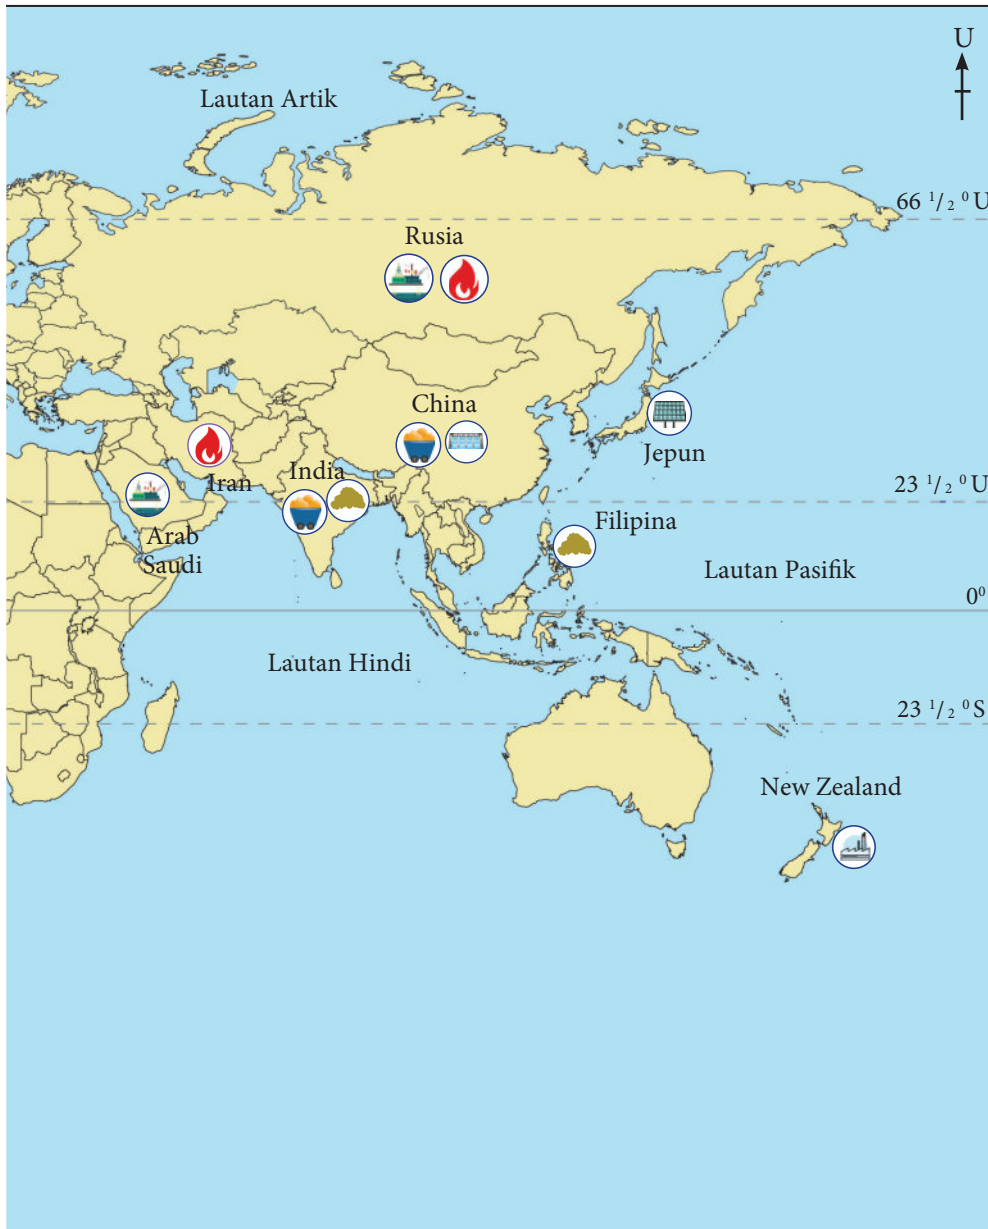 U
Lautan Artik
66 1/2 ⁰ U
Rusia
China
Jepun
India
Iran
23 1/2 ⁰ U
Filipina
Arab
Saudi
Lautan Pasifik
0⁰
Lautan Hindi
23 1/2 ⁰ S
New Zealand